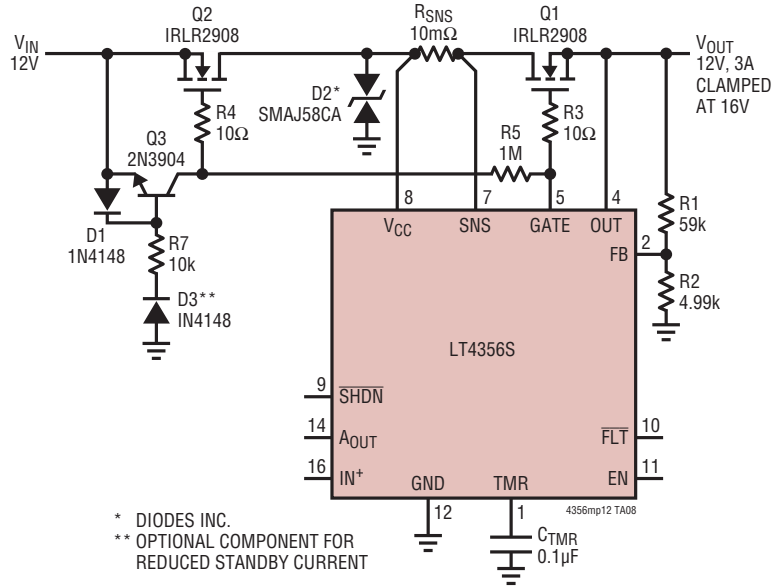 VIN
12V
Q2
IRLR2908
RSNS
10mΩ
Q1
IRLR2908
VOUT
12V, 3A
CLAMPED
AT 16V
D2*
SMAJ58CA
R4
10Ω
R3
10Ω
Q3
2N3904
R5
1M
D1
1N4148
R7
10k
D3**
IN4148
8
7
5
4
VCC
SNS
GATE
OUT
FB
2
R1
59k
R2
4.99k
LT4356S
9
SHDN
14
AOUT
16
IN+
FLT
10
EN
11
GND
TMR
12
1
4356mp12 TA08
CTMR
0.1µF
* DIODES INC.
** OPTIONAL COMPONENT FOR
REDUCED STANDBY CURRENT